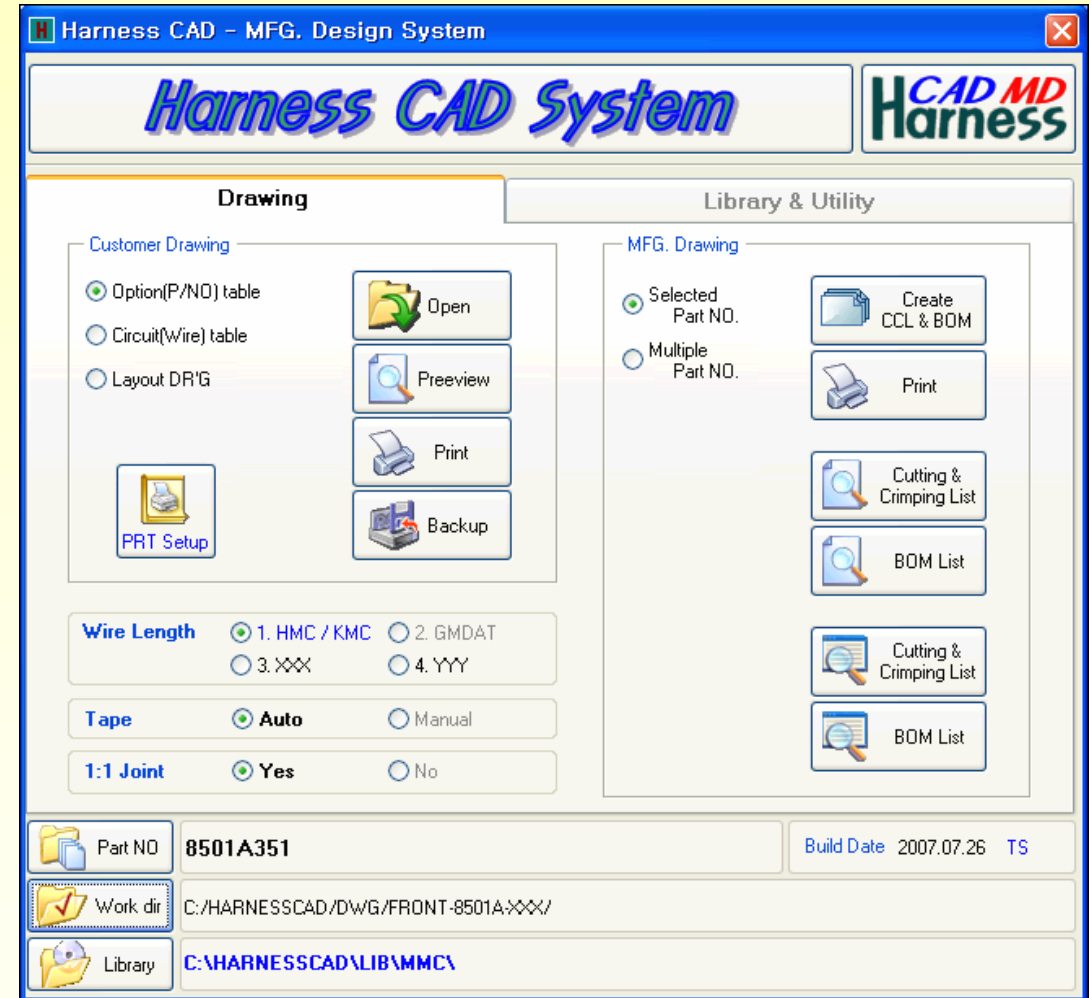 Harness CAD - MFG. Design System
Harness CAD System
CAD MD
Harness
Drawing
Library & Utility
Customer Drawing
Option(P/NO) table
Circuit(Wire) table
Layout DR'G
Open
Preeview
Print
Backup
PRT Setup
MFG. Drawing
Selected
Part NO.
Multiple
Part NO.
Create
CCL & BOM
Print
Cutting &
Crimping List
BOM List
Cutting &
Crimping List
BOM List
Wire Length 1. HMC / KMC 2. GMDAT
3. XXX 4. YYY
Tape Auto Manual
1:1 Joint Yes No
Part NO 8501A351 Build Date 2007.07.26 TS
Work dir C:/HARNESSCAD/DWG/FRONT-8501A-XXX/
Library C:\HARNESSCAD\LIB\MMC\